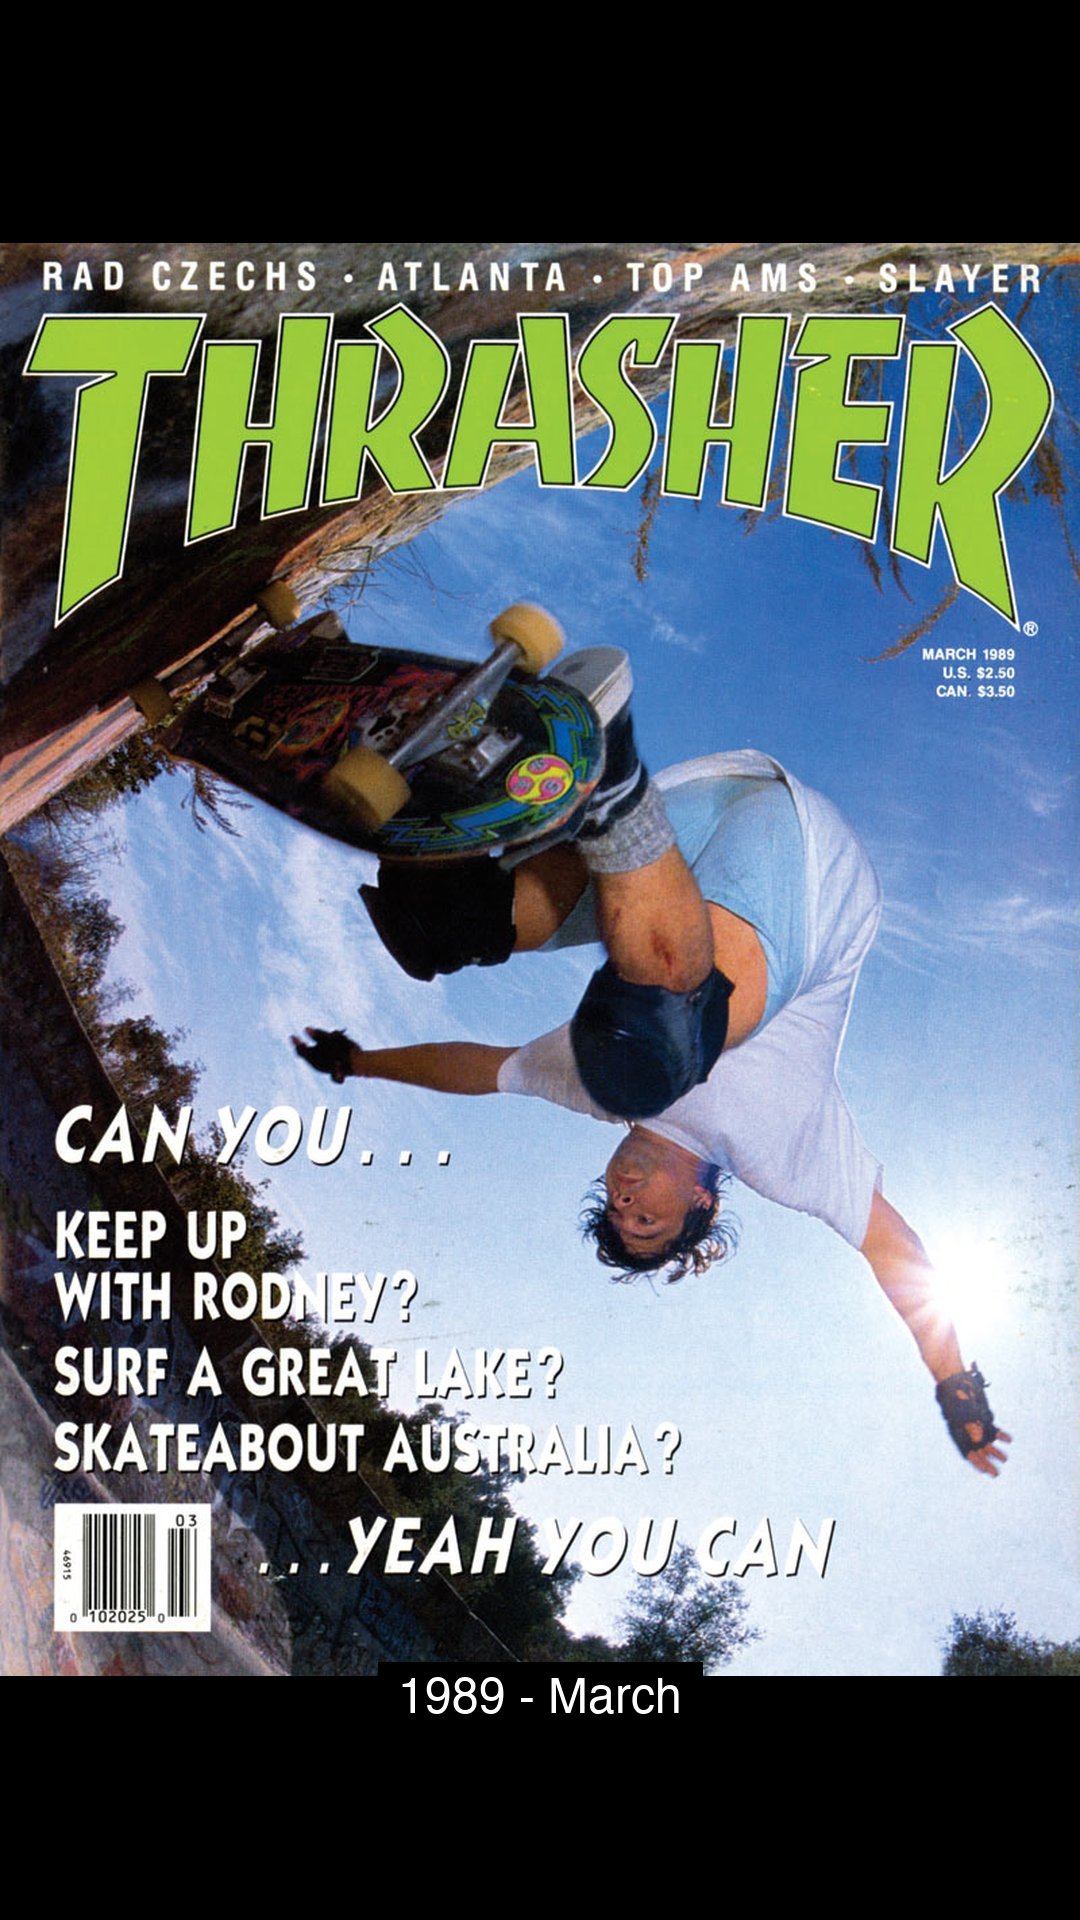 RAD CZECHS · ATLANTA · TOP AMS · SLAYER
THRASHER
®
MARCH 1989
U.S. $2.50
CAN. $3.50
CAN YOU...
KEEP UP
WITH RODNEY?
SURF A GREAT LAKE?
SKATEABOUT AUSTRALIA?
...YEAH YOU CAN
03
46915
0 102025 0
1989 - March